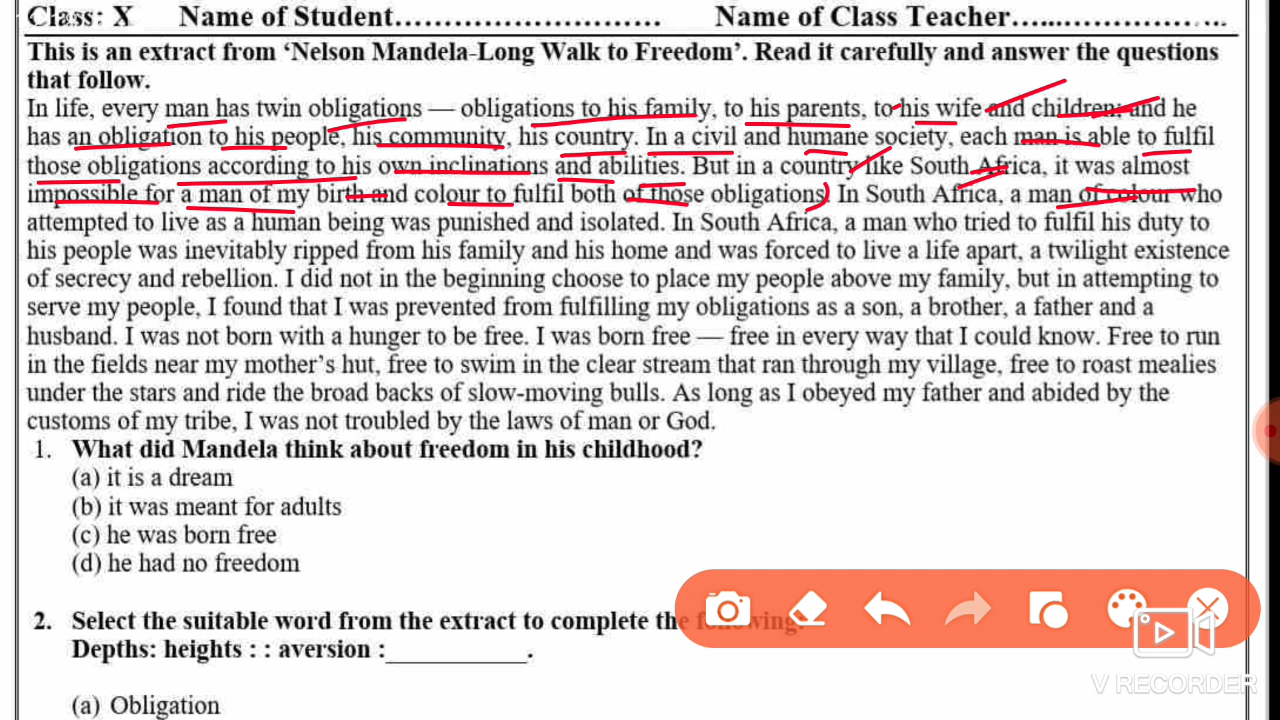 Class: X Name of Student………………………. Name of Class Teacher…...…………………...
This is an extract from ‘Nelson Mandela-Long Walk to Freedom’. Read it carefully and answer the questions
that follow.
In life, every man has twin obligations — obligations to his family, to his parents, to his wife and children; and he
has an obligation to his people, his community, his country. In a civil and humane society, each man is able to fulfil
those obligations according to his own inclinations and abilities. But in a country like South Africa, it was almost
impossible for a man of my birth and colour to fulfil both of those obligations. In South Africa, a man of colour who
attempted to live as a human being was punished and isolated. In South Africa, a man who tried to fulfil his duty to
his people was inevitably ripped from his family and his home and was forced to live a life apart, a twilight existence
of secrecy and rebellion. I did not in the beginning choose to place my people above my family, but in attempting to
serve my people, I found that I was prevented from fulfilling my obligations as a son, a brother, a father and a
husband. I was not born with a hunger to be free. I was born free — free in every way that I could know. Free to run
in the fields near my mother’s hut, free to swim in the clear stream that ran through my village, free to roast mealies
under the stars and ride the broad backs of slow-moving bulls. As long as I obeyed my father and abided by the
customs of my tribe, I was not troubled by the laws of man or God.
1. What did Mandela think about freedom in his childhood?
(a) it is a dream
(b) it was meant for adults
(c) he was born free
(d) he had no freedom
2. Select the suitable word from the extract to complete the following:
Depths: heights : : aversion :____________.
V RECORDER
(a) Obligation